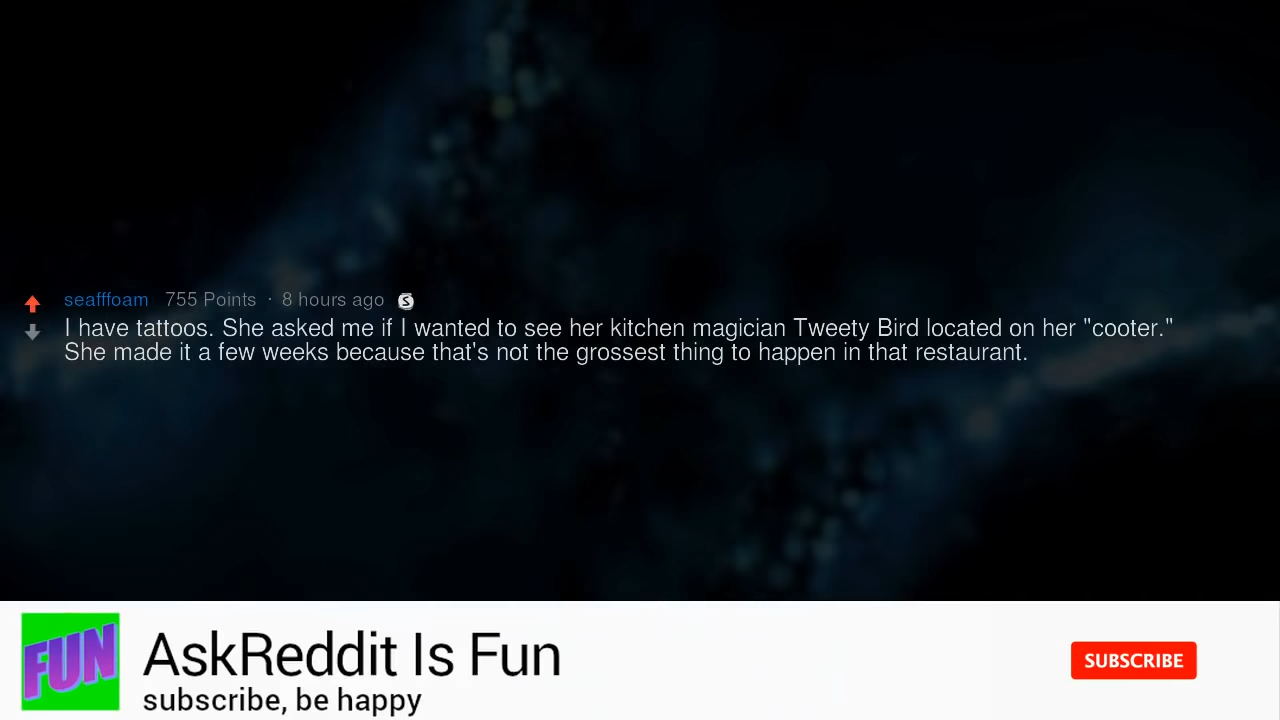 seafffoam 755 Points · 8 hours ago S
I have tattoos. She asked me if I wanted to see her kitchen magician Tweety Bird located on her "cooter."
She made it a few weeks because that's not the grossest thing to happen in that restaurant.
FUN
AskReddit Is Fun
subscribe, be happy
SUBSCRIBE